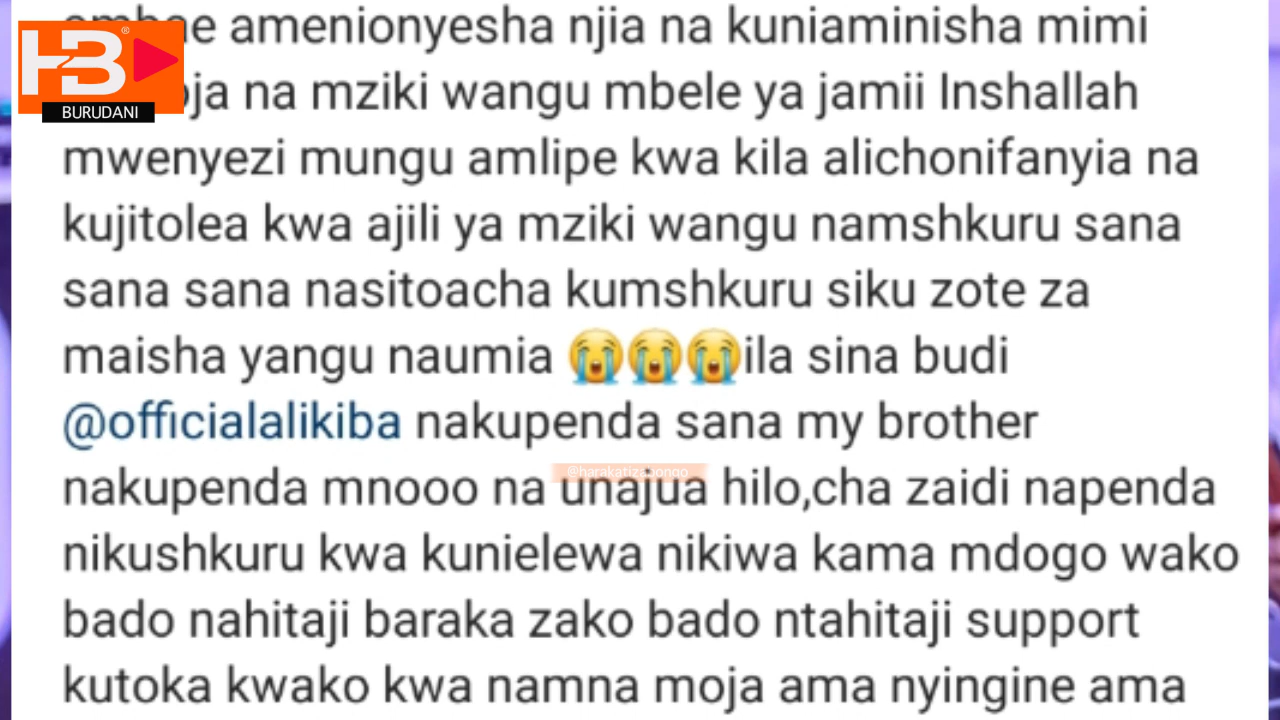 HB®
BURUDANI
amenionyesha njia na kuniaminisha mimi
na mziki wangu mbele ya jamii Inshallah
mwenyezi mungu amlipe kwa kila alichonifanyia na
kujitolea kwa ajili ya mziki wangu namshkuru sana
sana sana nasitoacha kumshkuru siku zote za
maisha yangu naumia 😭😭😭ila sina budi
@officialalikiba nakupenda sana my brother
@harakatizabongo
nakupenda mnooo na unajua hilo,cha zaidi napenda
nikushkuru kwa kunielewa nikiwa kama mdogo wako
bado nahitaji baraka zako bado ntahitaji support
kutoka kwako kwa namna moja ama nyingine ama